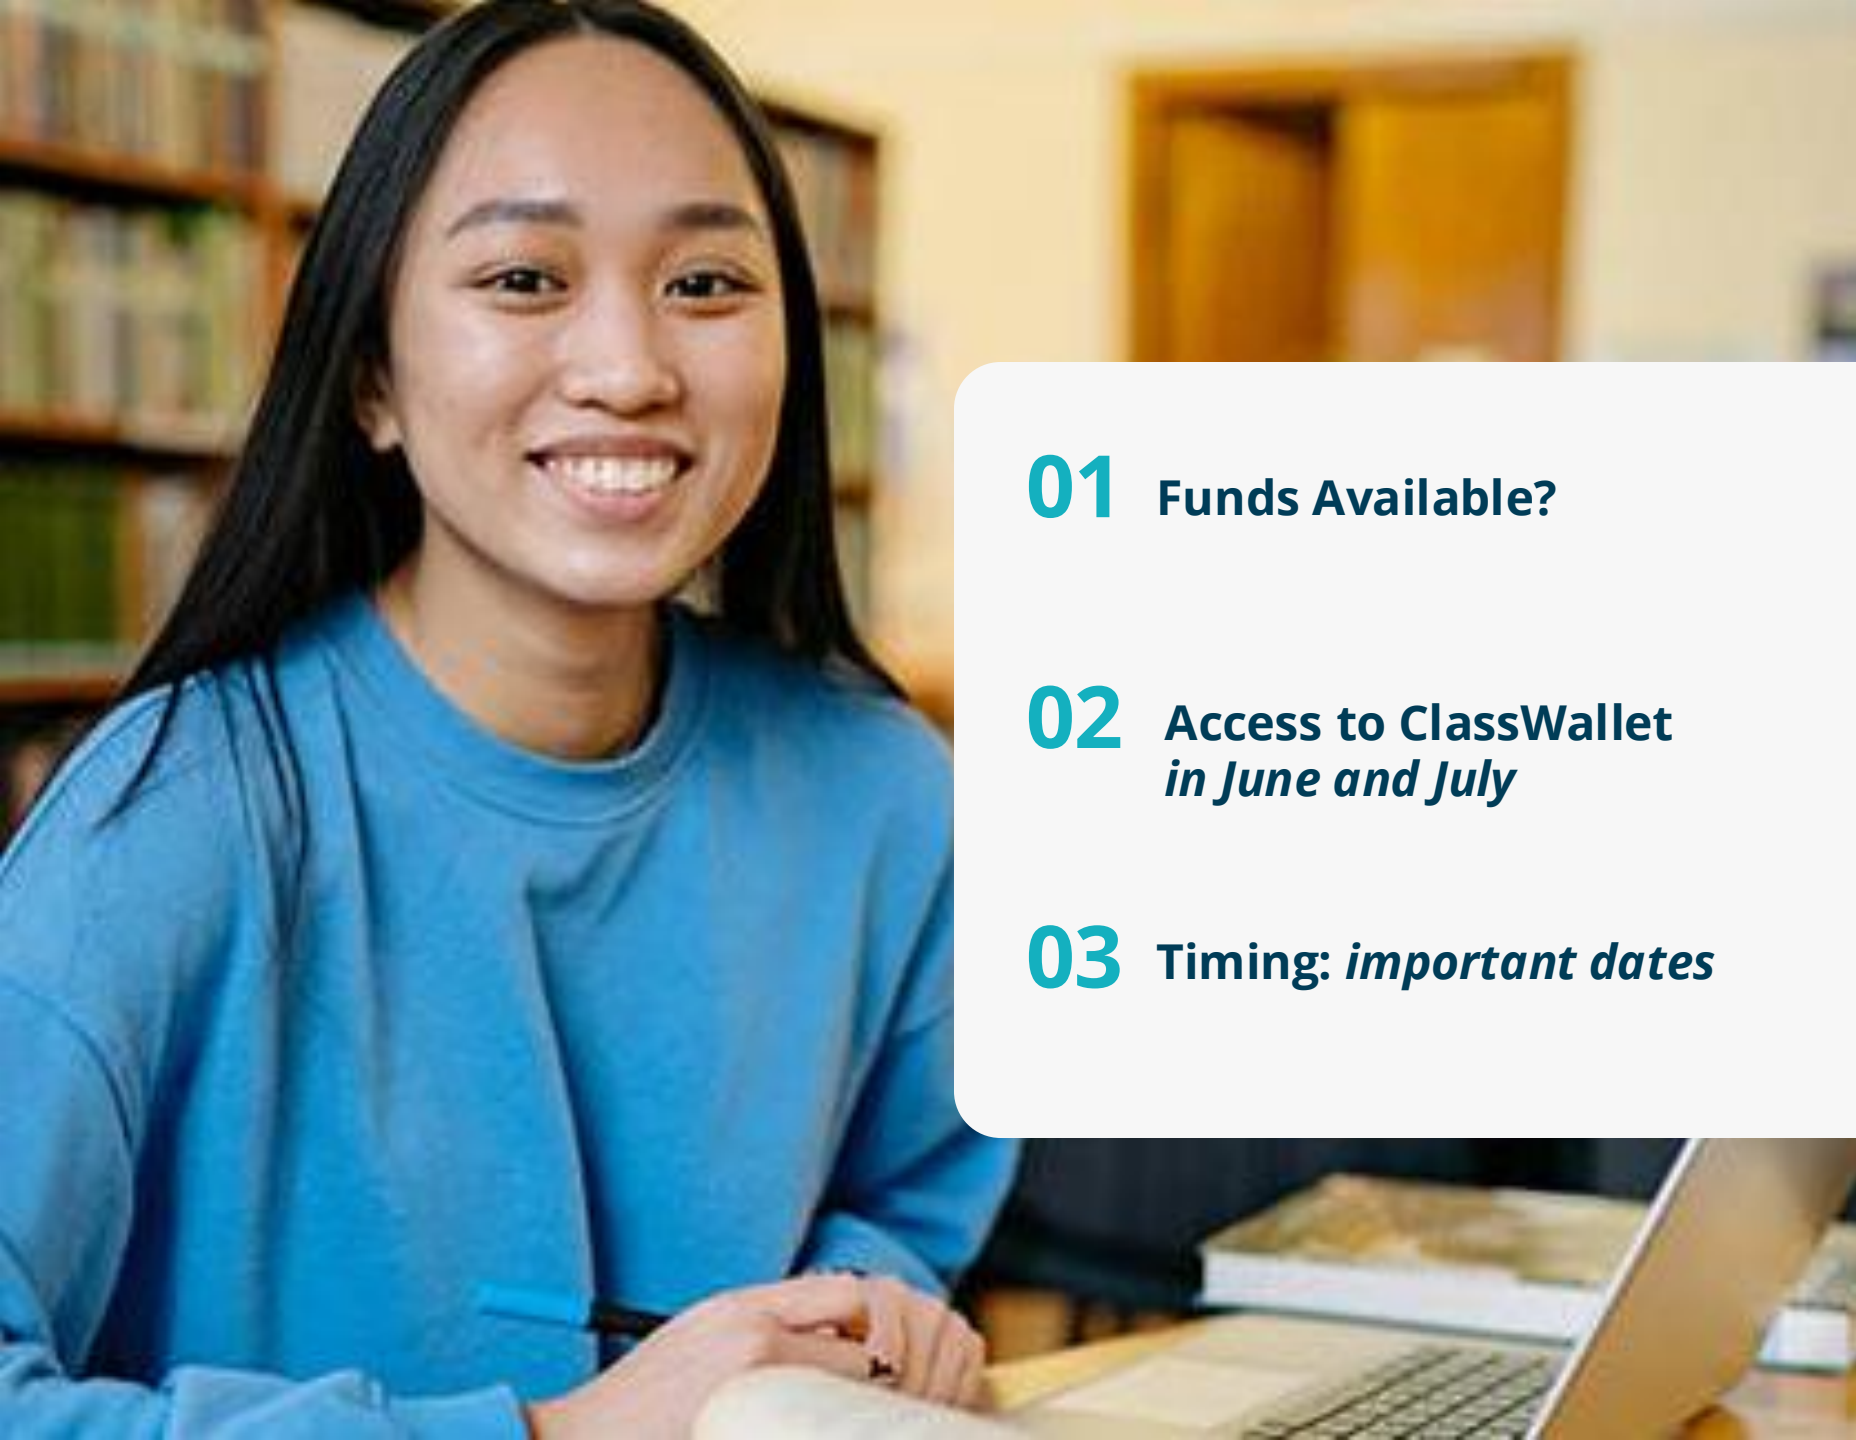 01 Funds Available?
02 Access to ClassWallet
in June and July
03 Timing: important dates